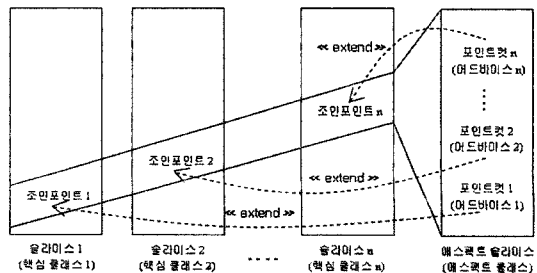 ≪ extend ≫
포인트컷 n
(어드바이스 n)
조인포인트 n
포인트컷 2
(어드바이스 2)
조인포인트 2
≪ extend ≫
포인트컷 1
(어드바이스 1)
조인포인트 1
≪ extend ≫
슬라이스 1
(핵심 클래스 1)
슬라이스 2
(핵심 클래스 2)
슬라이스 n
(핵심 클래스 n)
애스펙트 슬라이스
(애스펙트 클래스)